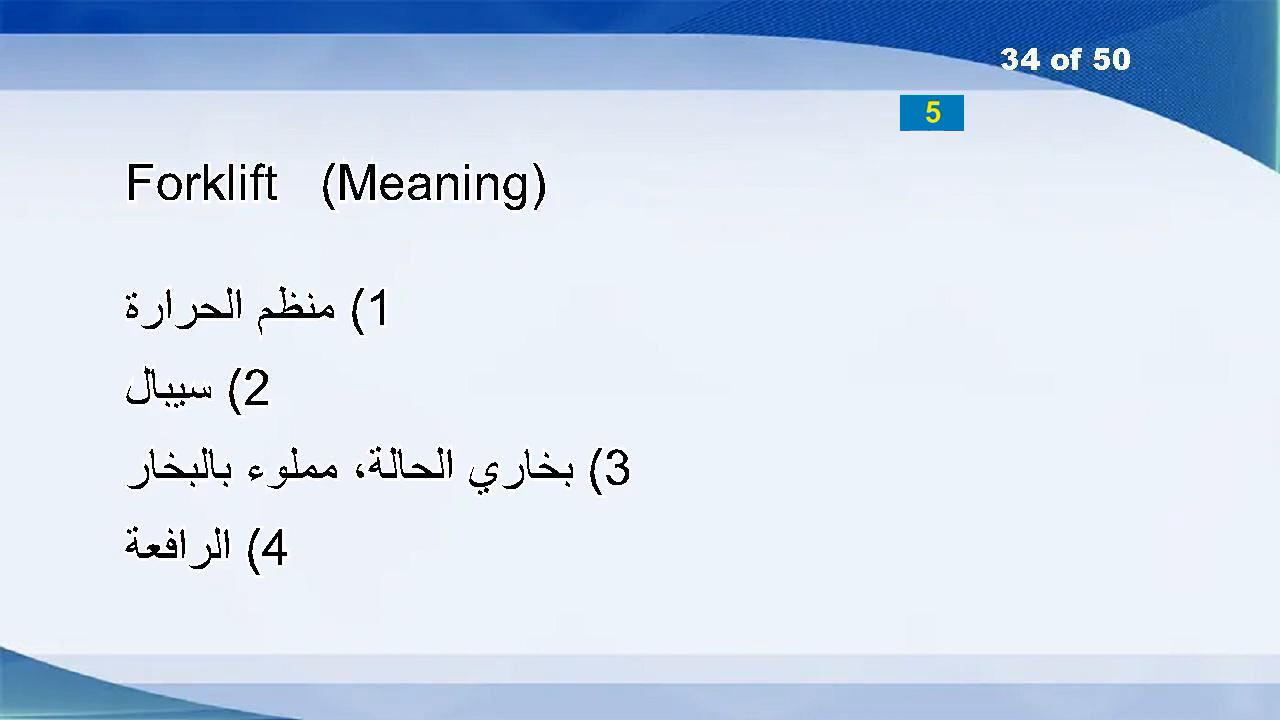 34 of 50
5
Forklift (Meaning)
1) منظم الحرارة
2) سيبال
3) بخاري الحالة، مملوء بالبخار
4) الرافعة